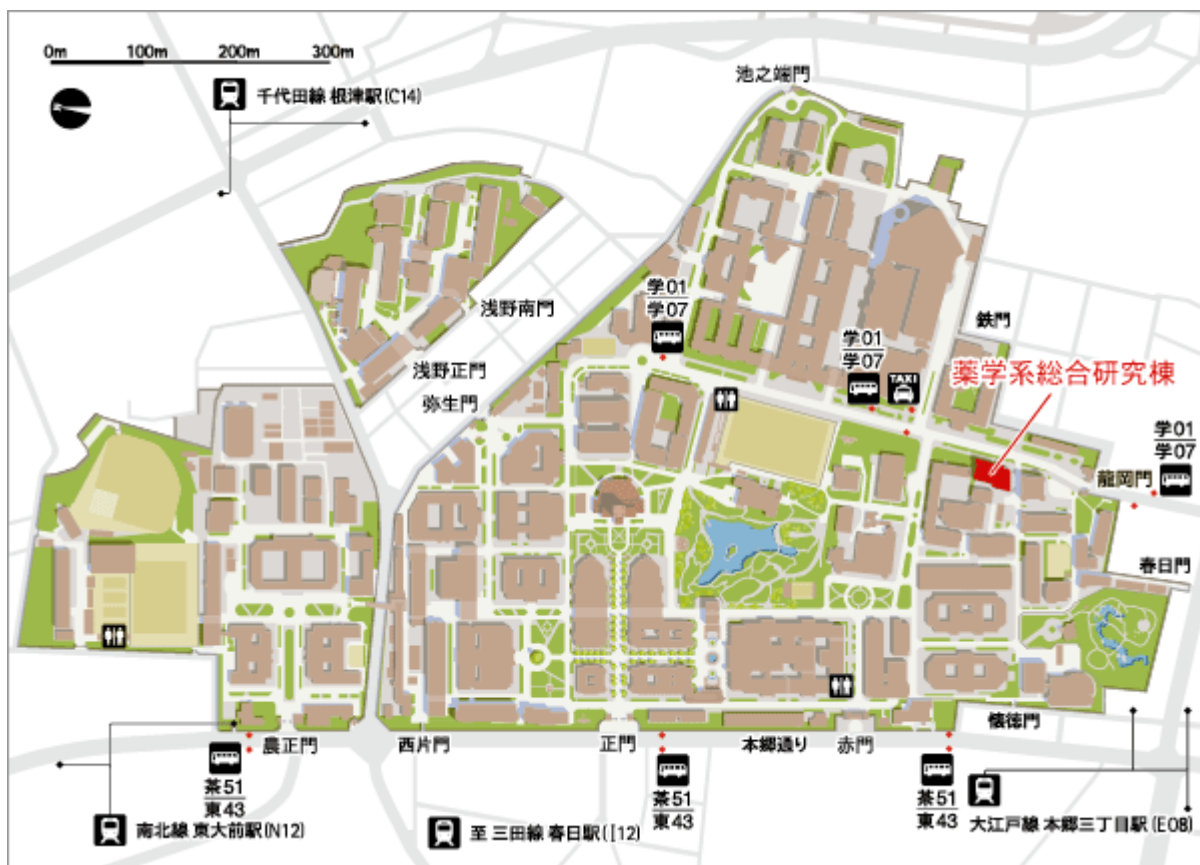 0m 100m 200m 300m
千代田線 根津駅(C14)
池之端門
浅野南門
学01
学07
浅野正門
弥生門
学01
学07
TAXI
鉄門
薬学系総合研究棟
学01
学07
龍岡門
春日門
懐徳門
農正門
西片門
正門
本郷通り
赤門
茶51
東43
茶51
東43
茶51
東43
南北線 東大前駅(N12)
至 三田線 春日駅([12)
大江戸線 本郷三丁目駅(E08)